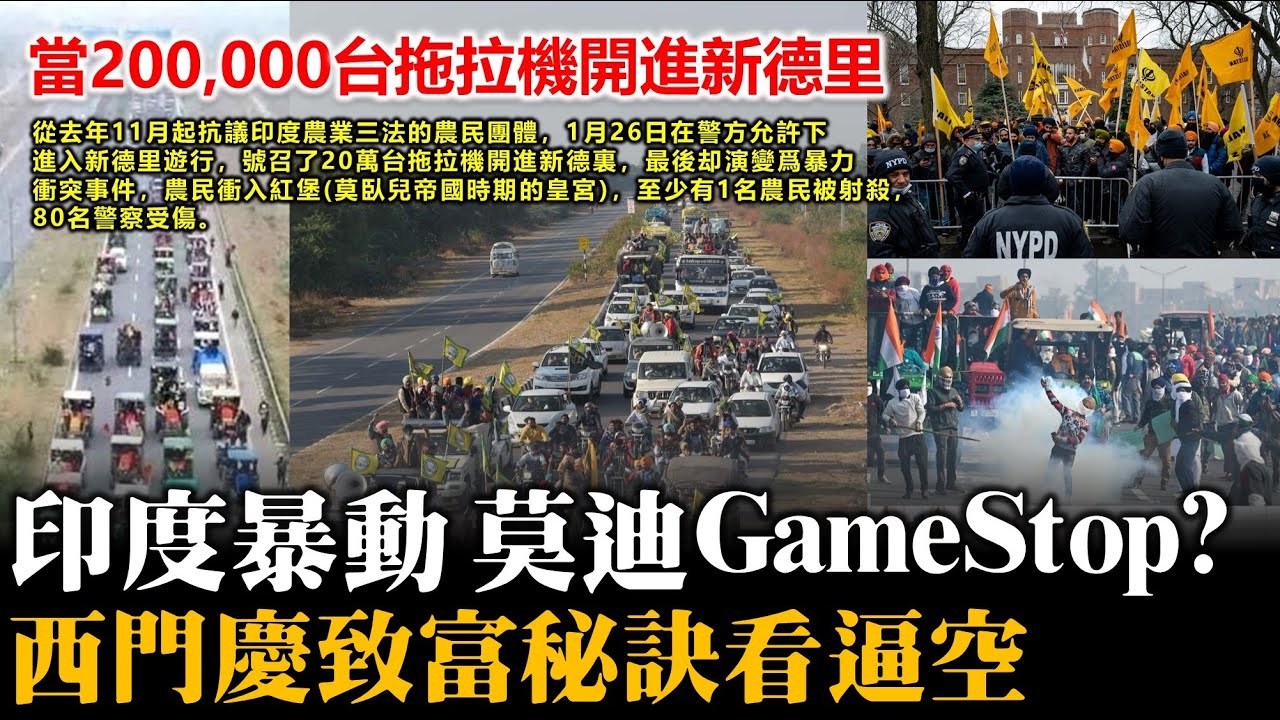 當200,000台拖拉機開進新德里
從去年11月起抗議印度農業三法的農民團體，1月26日在警方允許下
進入新德里遊行，號召了20萬台拖拉機開進新德裏，最後却演變爲暴力
衝突事件，農民衝入紅堡(莫臥兒帝國時期的皇宮)，至少有1名農民被射殺，
80名警察受傷。
NYPD
NYPD
印度暴動 莫迪GameStop?
西門慶致富秘訣看逼空